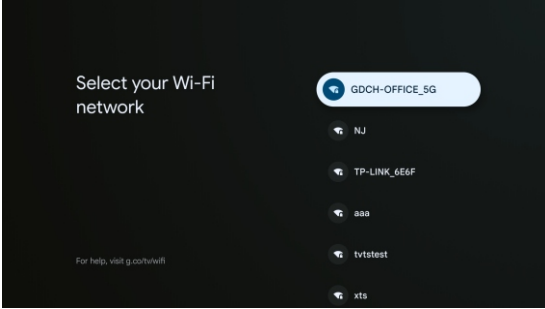 Select your Wi-Fi
network
GDCH-OFFICE_5G
NJ
TP-LINK_6E6F
aaa
tvtstest
xts
For help, visit g.co/tv/wifi